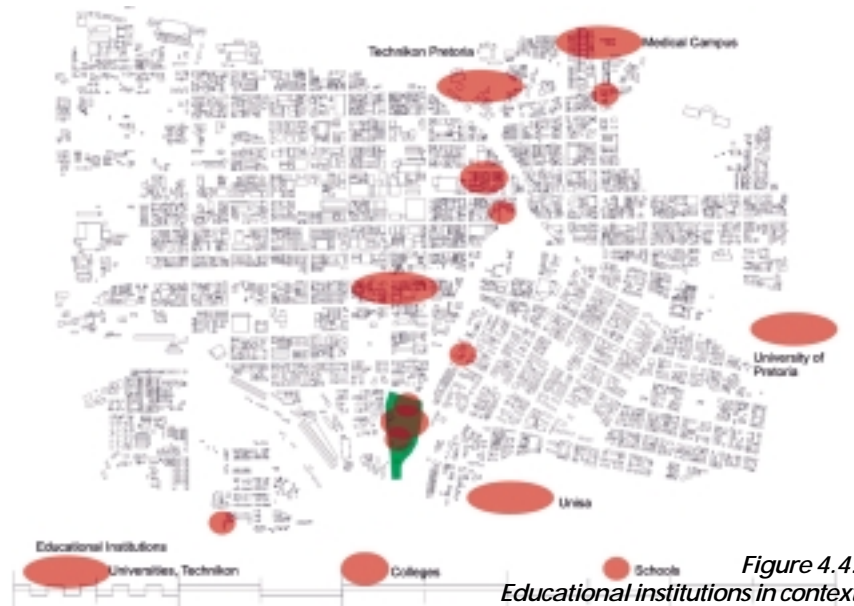 Technikon Pretoria
Medical Campus
University of
Pretoria
Unisa
Educational Institutions
Universities, Technikon
Colleges
Schools
Figure 4.4.
Educational institutions in context